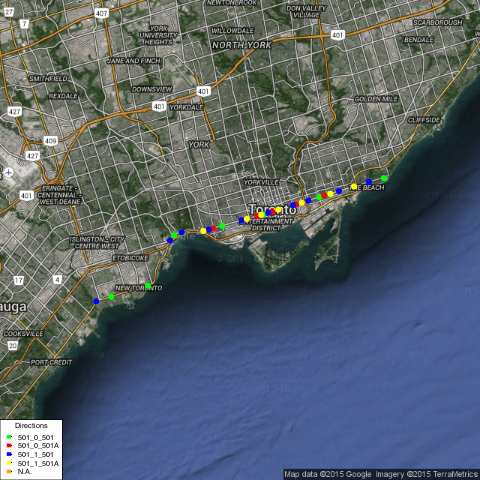 NEWTONBROOK
407
27
7
407
DON VALLEY
VILLAGE
SCARBOROUGH
YORK
UNIVERSITY
HEIGHTS
WILLOWDALE
401
BENDALE
NORTH YORK
JANE AND FINCH
SMITHFIELD
401
DOWNSVIEW
REXDALE
GOLDEN MILE
401
YORKDALE
427
CLIFFSIDE
409
YORK
427
ERINGATE -
CENTENNIAL -
WEST DEANE
YORKVILLE
401
THE BEACH
Toronto
ENTERTAINMENT
DISTRICT
ISLINGTON - CITY
CENTRE WEST
ETOBICOKE
17
4
NEW TORONTO
auga
COOKSVILLE
20
PORT CREDIT
Directions
501_0_501
501_0_501A
501_1_501
501_1_501A
N.A.
Map data ©2015 Google Imagery ©2015 TerraMetrics